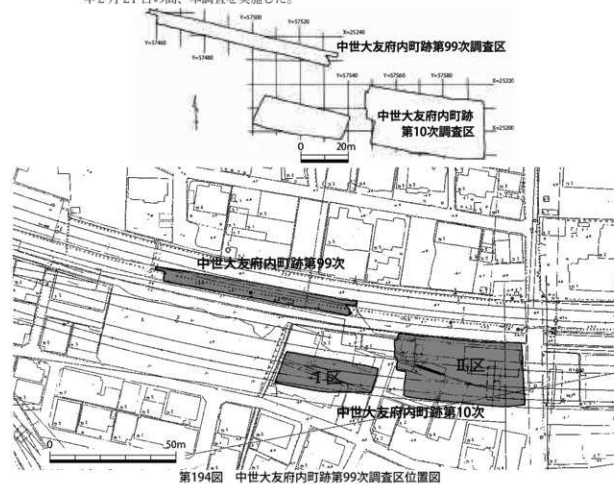 年2月21日の間、本調査を実施した。
Y=57500
Y=57520
X=25240
Y=57460
Y=57480
中世大友府内町跡第99次調査区
Y=57540
Y=57560
Y=57580
X=25220
中世大友府内町跡
第10次調査区
X=25200
0 20m
中世大友府内町跡第99次
Ⅰ区
Ⅱ区
中世大友府内町跡第10次
0 50m
第194図 中世大友府内町跡第99次調査区位置図